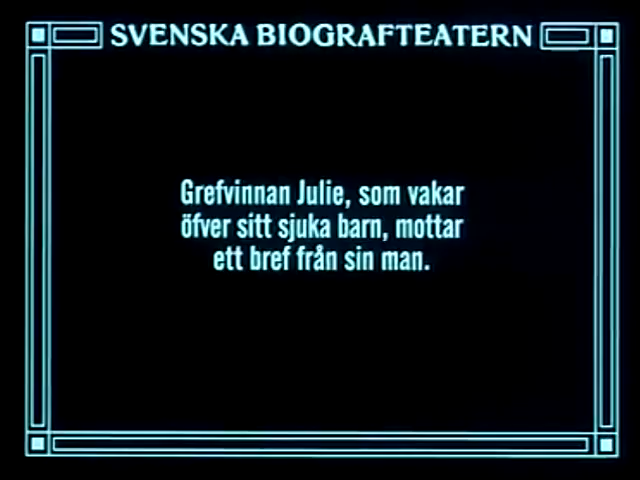 SVENSKA BIOGRAFTEATERN
Grefvinnan Julie, som vakar
öfver sitt sjuka barn, mottar
ett bref från sin man.